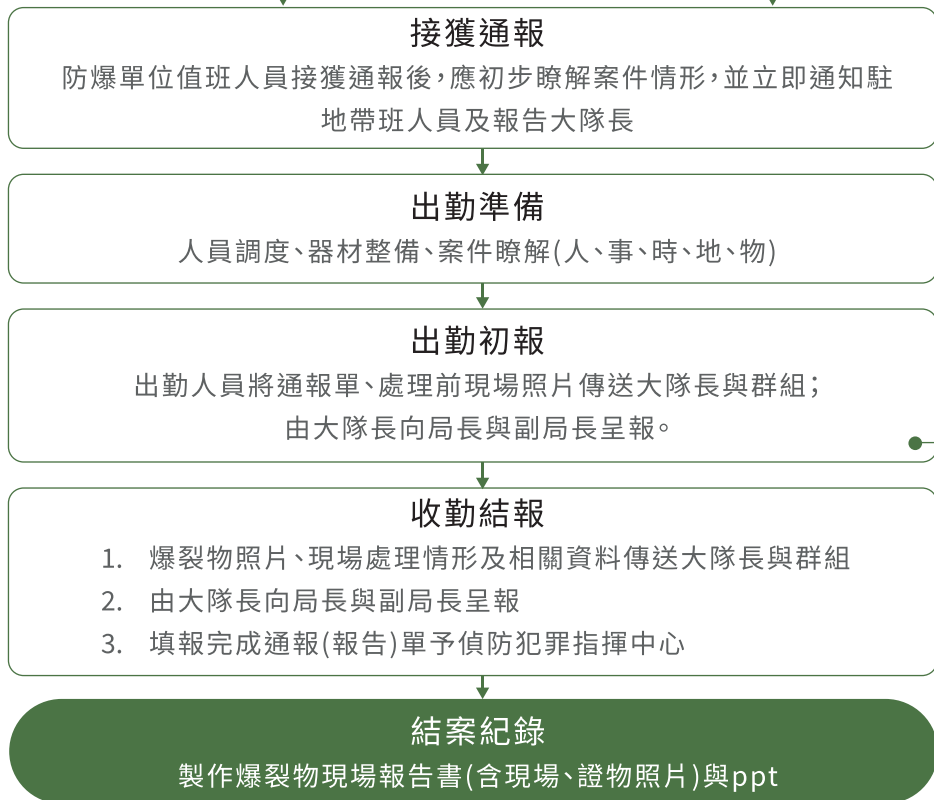 接獲通報
防爆單位值班人員接獲通報後，應初步瞭解案件情形，並立即通知駐
地帶班人員及報告大隊長
出勤準備
人員調度、器材整備、案件瞭解(人、事、時、地、物)
出勤初報
出勤人員將通報單、處理前現場照片傳送大隊長與群組；
由大隊長向局長與副局長呈報。
收勤結報
1. 爆裂物照片、現場處理情形及相關資料傳送大隊長與群組
2. 由大隊長向局長與副局長呈報
3. 填報完成通報(報告)單予偵防犯罪指揮中心
結案紀錄
製作爆裂物現場報告書(含現場、證物照片)與ppt